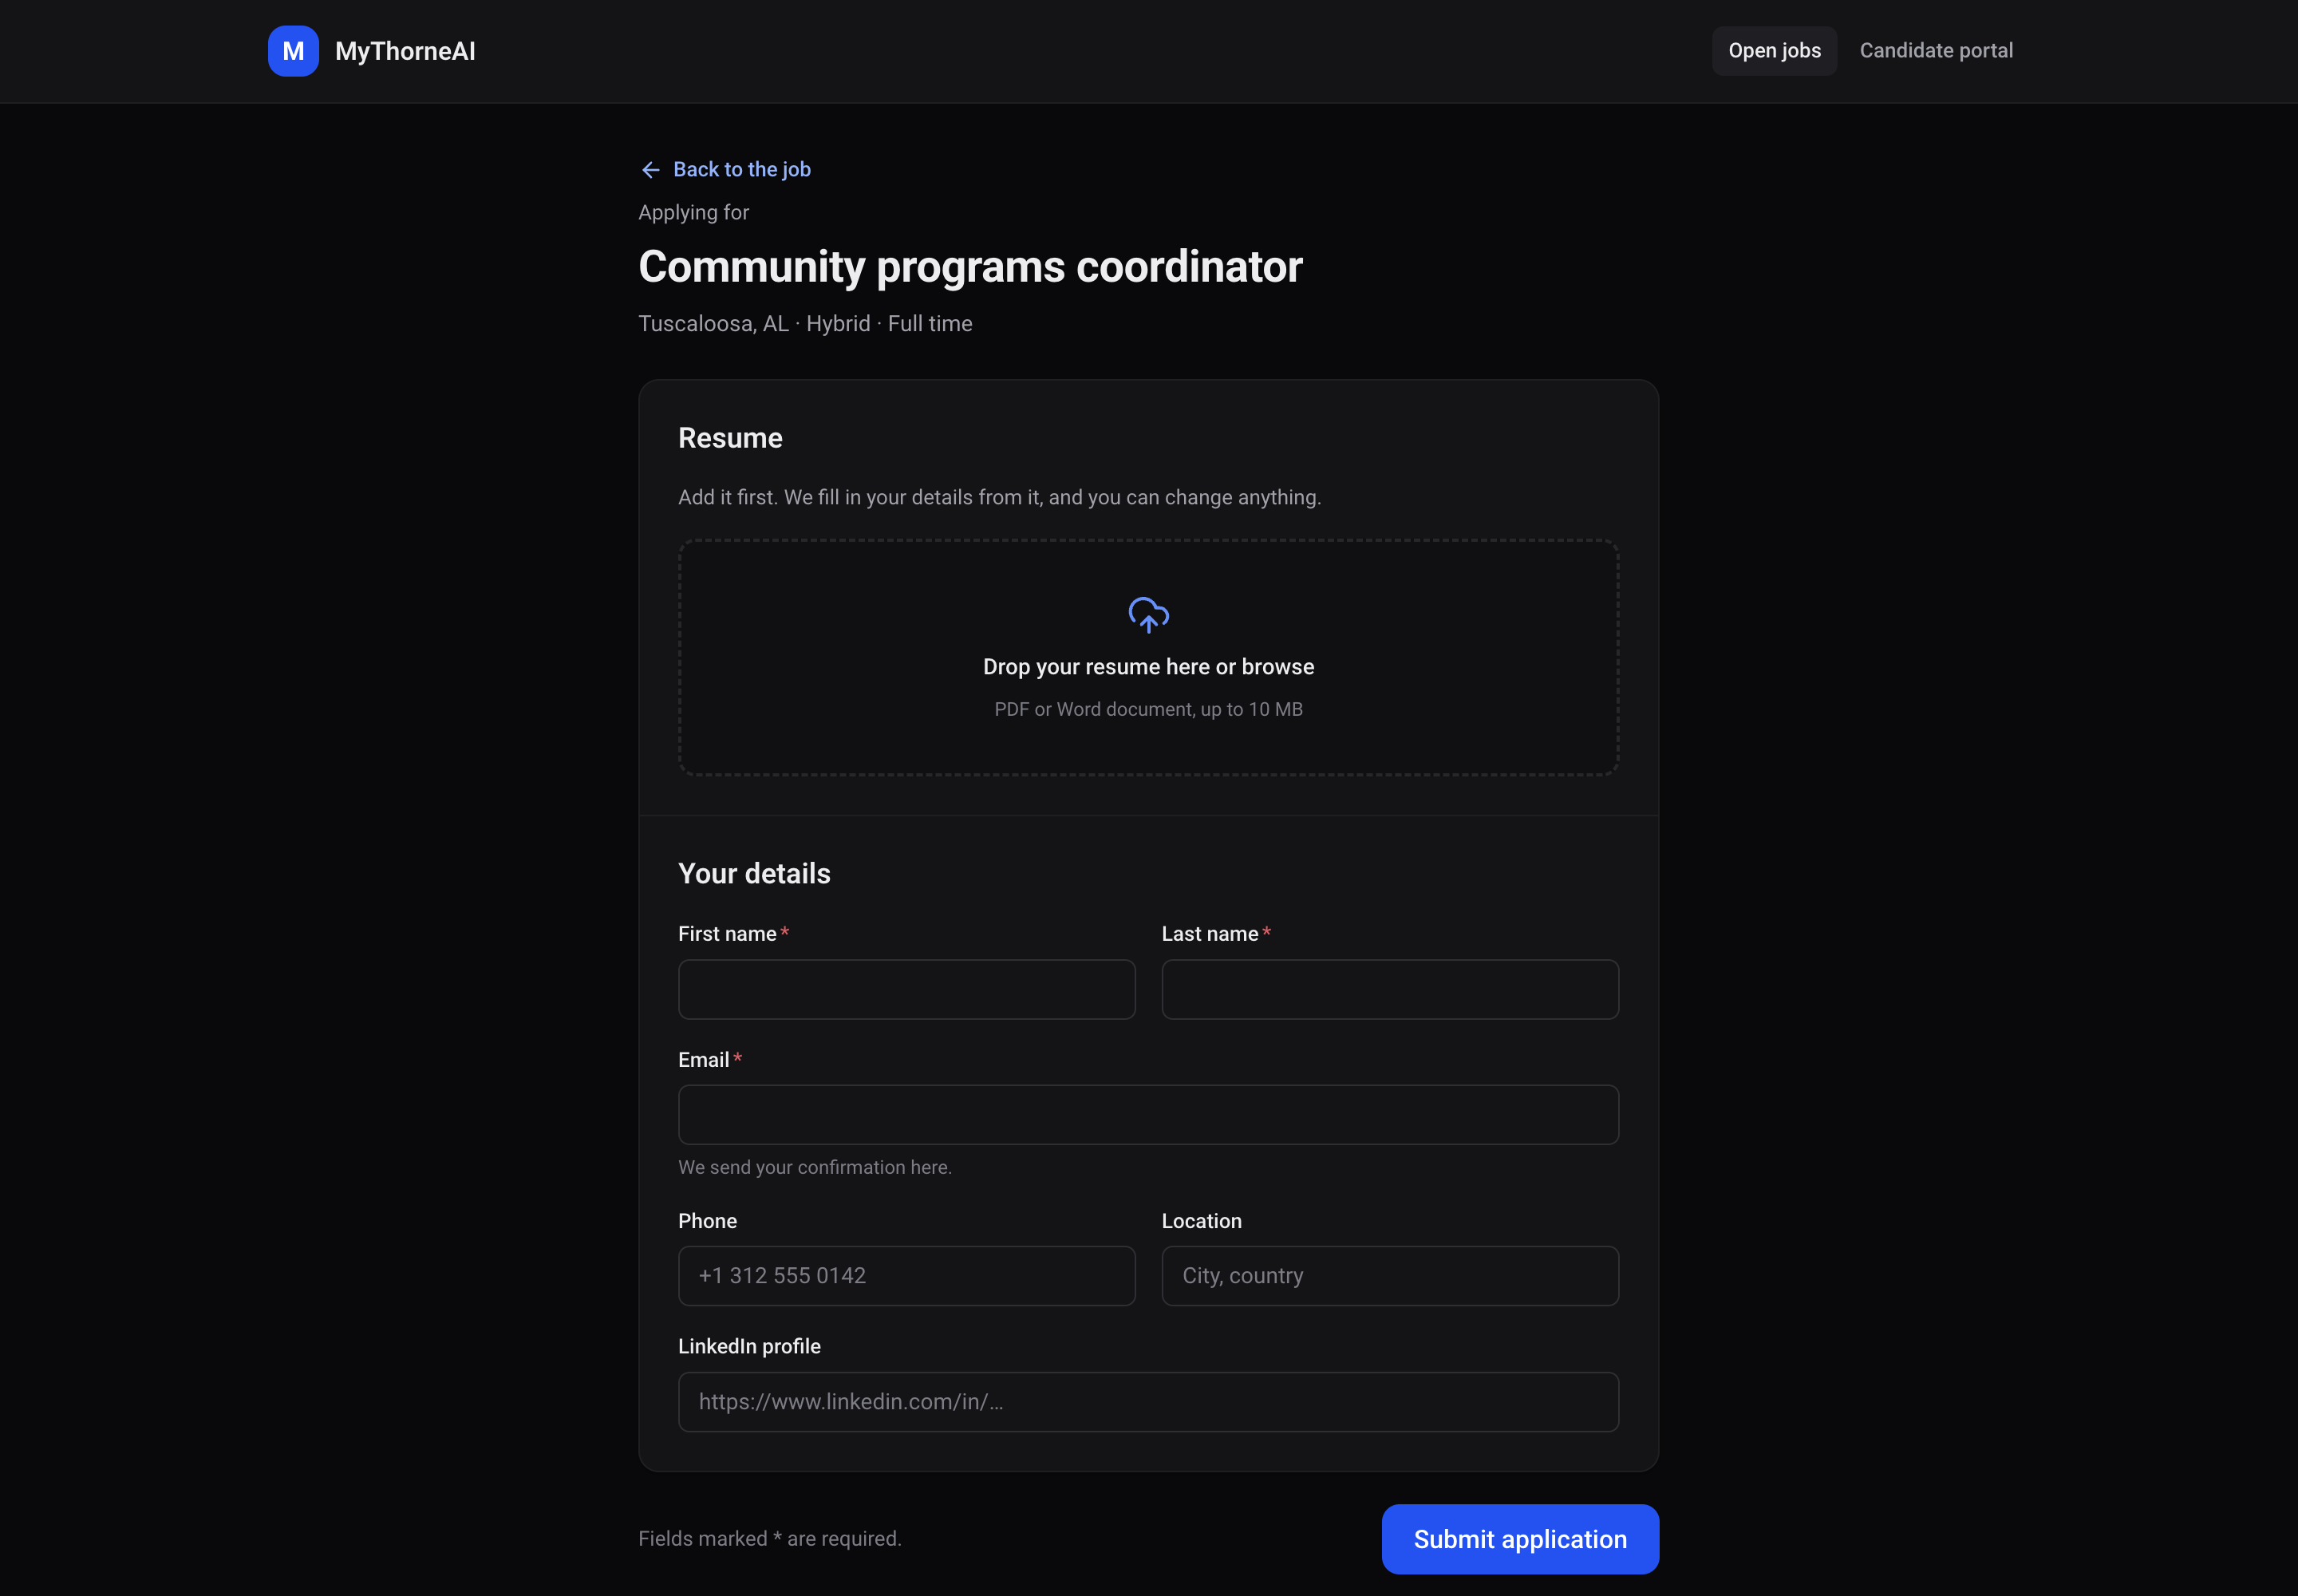 M MyThorneAI
Open jobs
Candidate portal
Back to the job
Applying for
Community programs coordinator
Tuscaloosa, AL · Hybrid · Full time
Resume
Add it first. We fill in your details from it, and you can change anything.
Drop your resume here or browse
PDF or Word document, up to 10 MB
Your details
First name *
Last name *
Email *
We send your confirmation here.
Phone
Location
+1 312 555 0142
City, country
LinkedIn profile
https://www.linkedin.com/in/...
Fields marked * are required.
Submit application